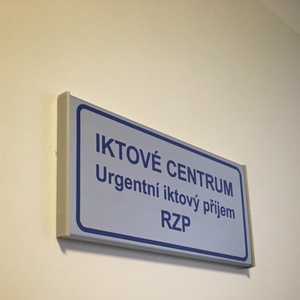 IKTOVÉ CENTRUM
Urgentní iktový příjem
RZP